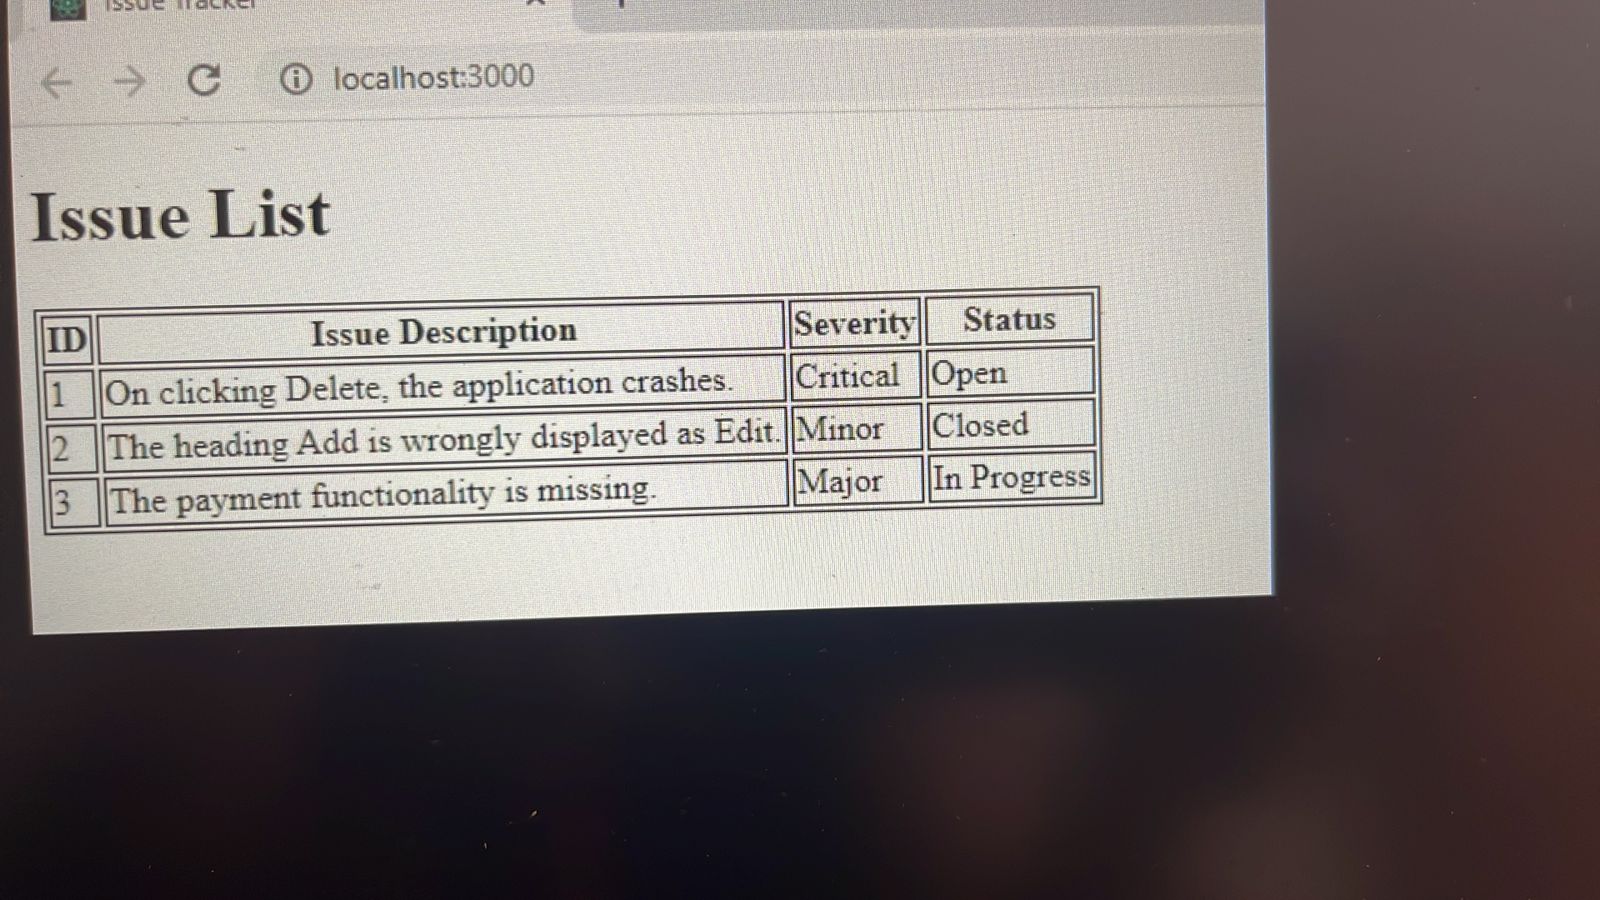 Issue Tracker
localhost:3000
Issue List
ID Issue Description Severity Status
1 On clicking Delete, the application crashes. Critical Open
2 The heading Add is wrongly displayed as Edit. Minor Closed
3 The payment functionality is missing. Major In Progress